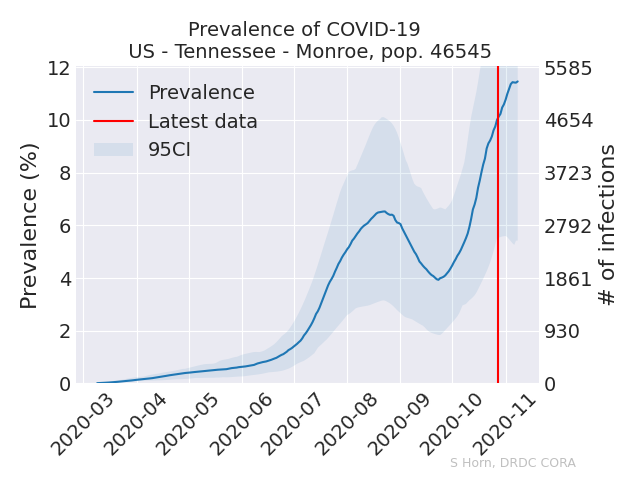 Prevalence of COVID-19
US - Tennessee - Monroe, pop. 46545
Prevalence (%)
12
10
8
6
4
2
0
Prevalence
Latest data
95CI
5585
4654
3723
2792
1861
930
0
# of infections
2020-03
2020-04
2020-05
2020-06
2020-07
2020-08
2020-09
2020-10
2020-11
S Horn, DRDC CORA